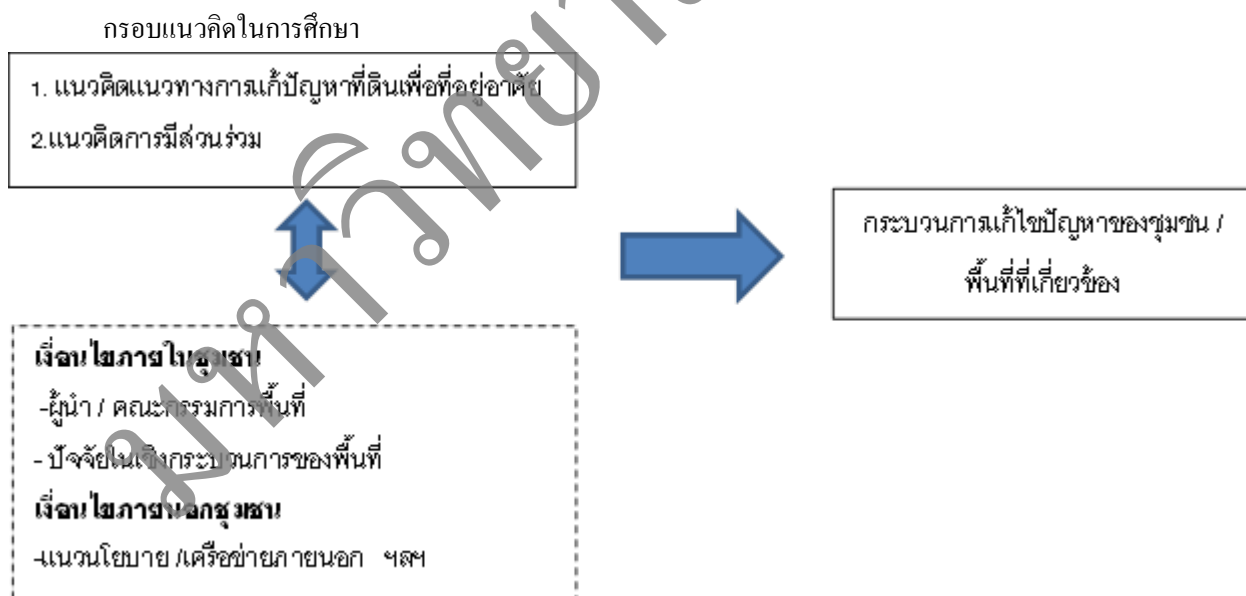 กรอบแนวคิดในการศึกษา
1. แนวคิดแนวทางการแก้ปัญหาที่ดินเพื่อที่อยู่อาศัย
2.แนวคิดการมีส่วนร่วม
กระบวนการแก้ไขปัญหาของชุมชน /
พื้นที่ที่เกี่ยวข้อง
เงื่อนไขภายในชุมชน
-ผู้นำ / คณะกรรมการพื้นที่
- ปัจจัยในเชิงกระบวนการของพื้นที่
เงื่อนไขภายนอกชุมชน
-แนวนโยบาย /เครือข่ายภายนอก ฯลฯ